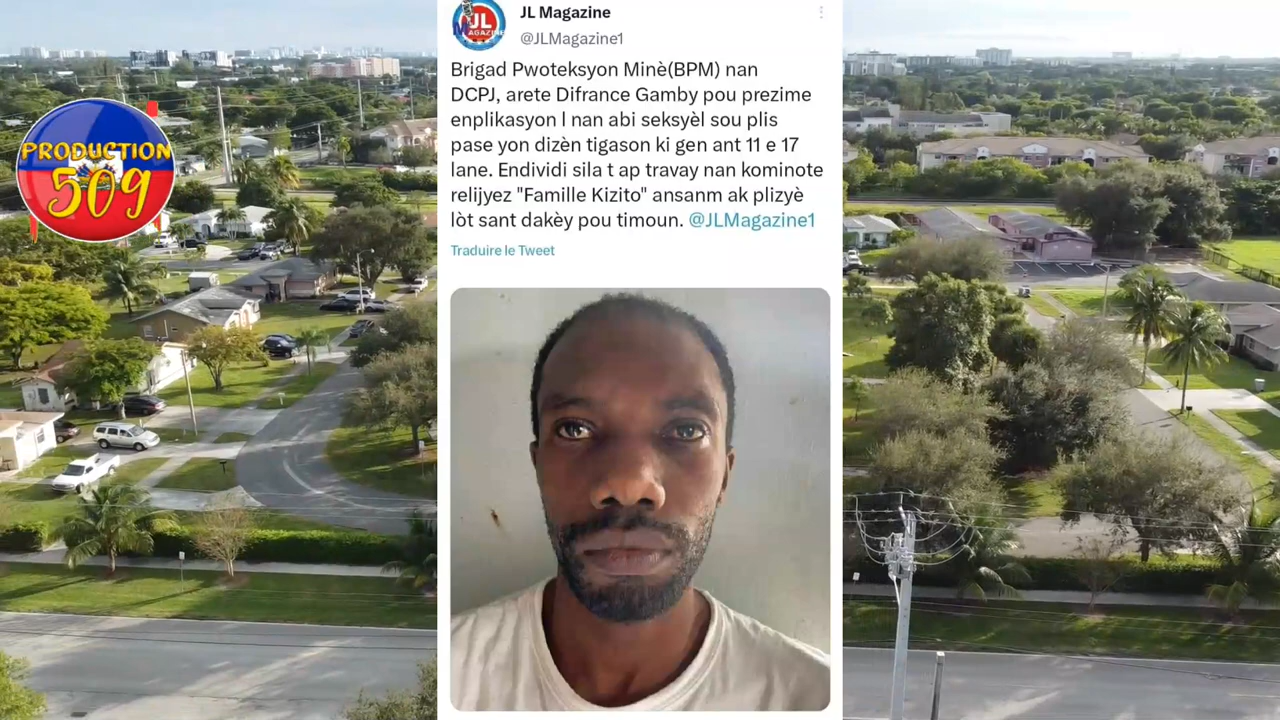 PRODUCTION
509
JL
MAGAZINE
JL Magazine
@JLMagazine1
Brigad Pwoteksyon Minè(BPM) nan
DCPJ, arete Difrance Gamby pou prezime
enplikasyon l nan abi seksyèl sou plis
pase yon dizèn tigason ki gen ant 11 e 17
lane. Endividi sila t ap travay nan kominote
relijyez "Famille Kizito" ansanm ak plizyè
lòt sant dakèy pou timoun. @JLMagazine1
Traduire le Tweet